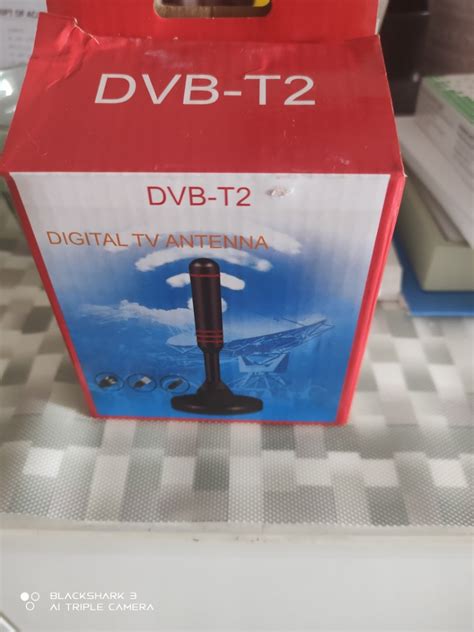 DVB-T2
DVB-T2
DIGITAL TV ANTENNA
BLACKSHARK 3
AI TRIPLE CAMERA